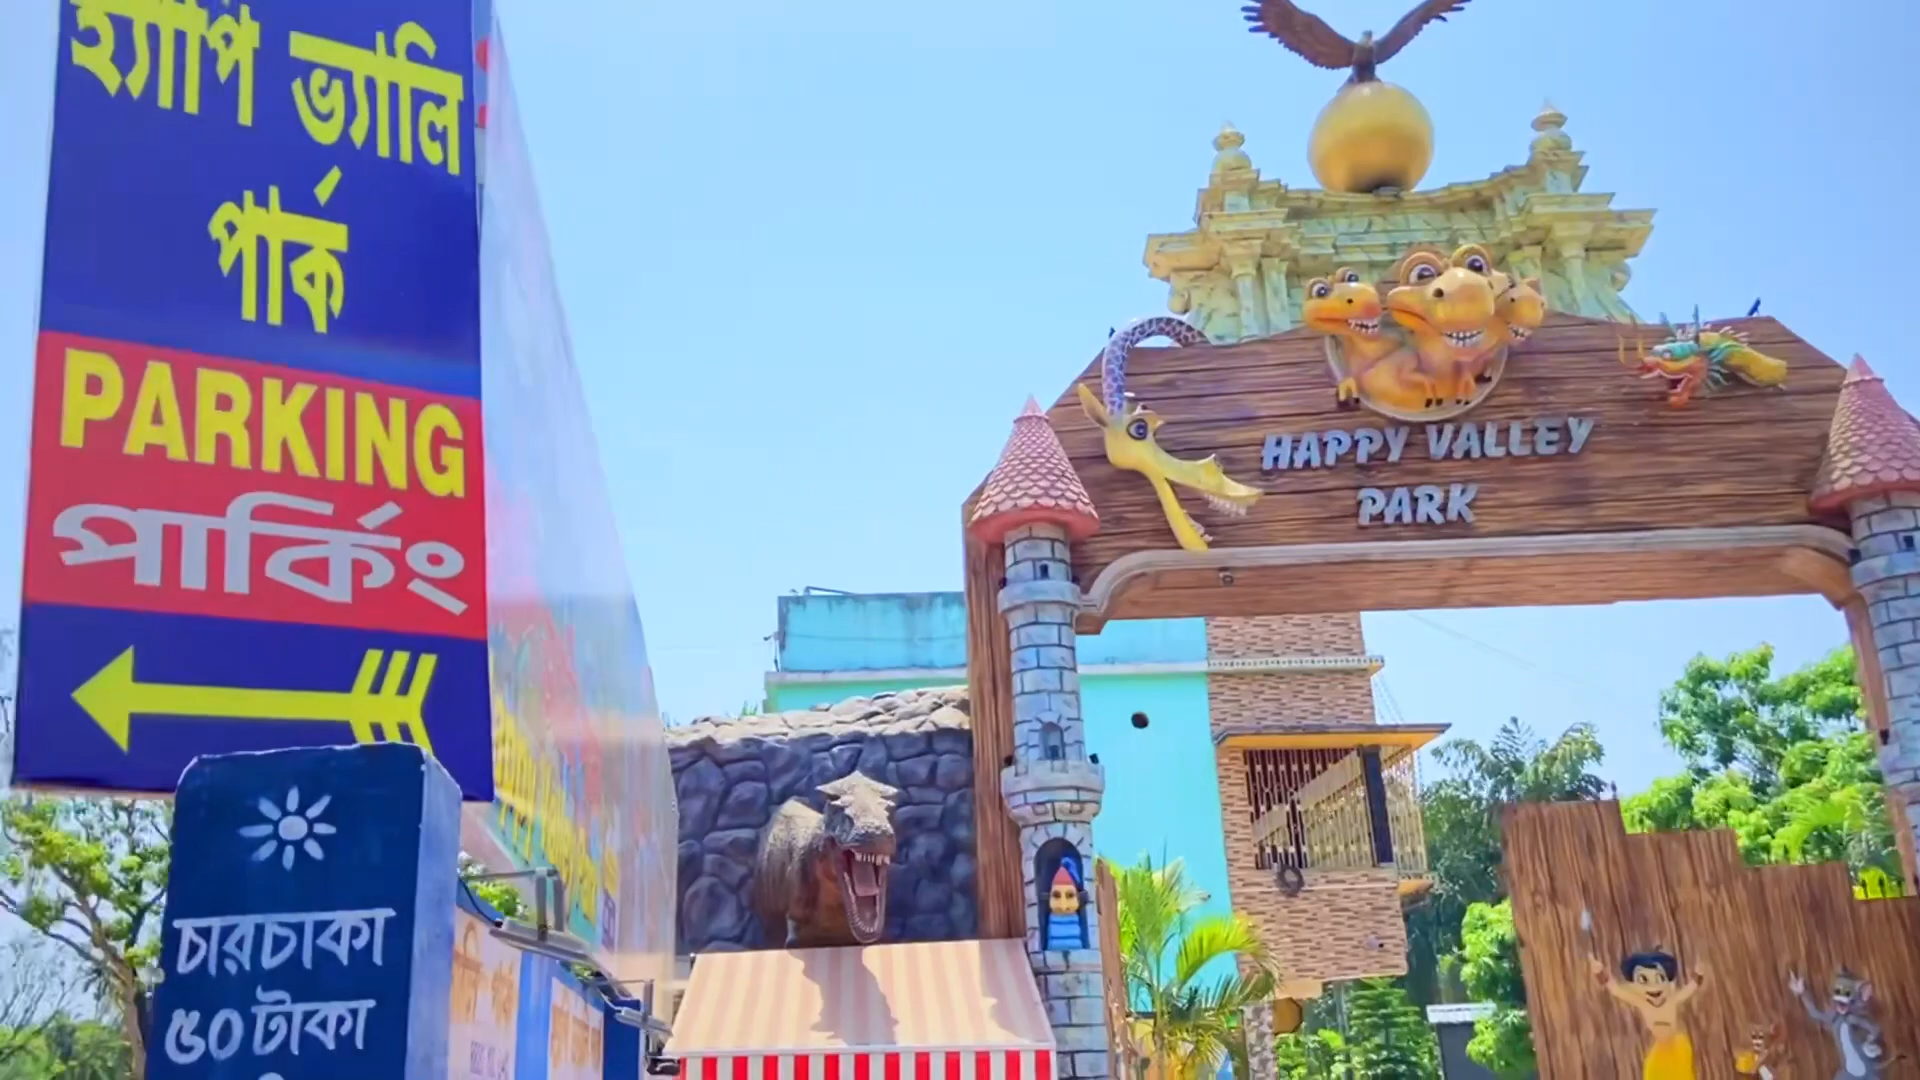 হ্যাপি ভ্যালি
পার্ক
PARKING
পার্কিং
চারচাকা
৫০ টাকা
HAPPY VALLEY
PARK